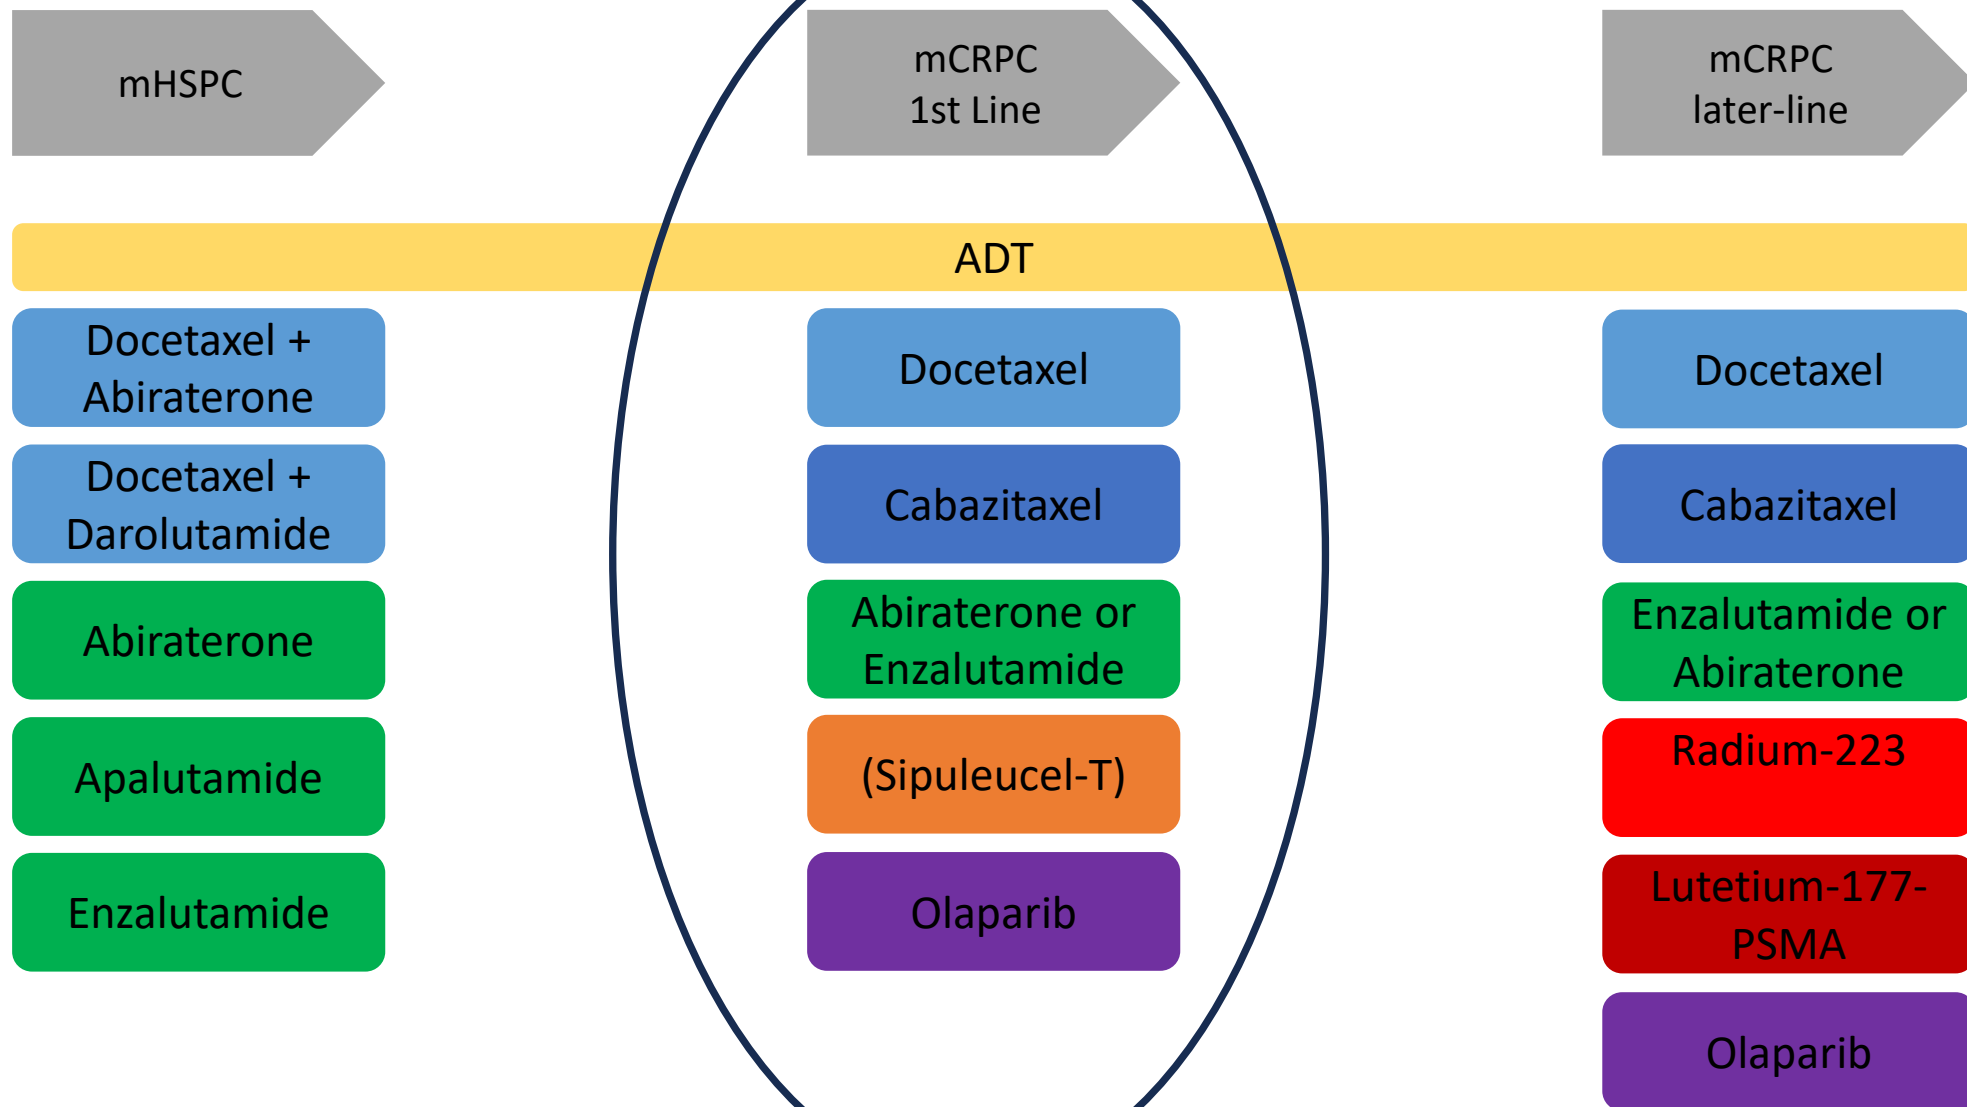 mHSPC
mCRPC
1st Line
mCRPC
later-line
ADT
Docetaxel +
Abiraterone
Docetaxel +
Darolutamide
Abiraterone
Apalutamide
Enzalutamide
Docetaxel
Cabazitaxel
Abiraterone or
Enzalutamide
(Sipuleucel-T)
Olaparib
Docetaxel
Cabazitaxel
Enzalutamide or
Abiraterone
Radium-223
Lutetium-177-
PSMA
Olaparib